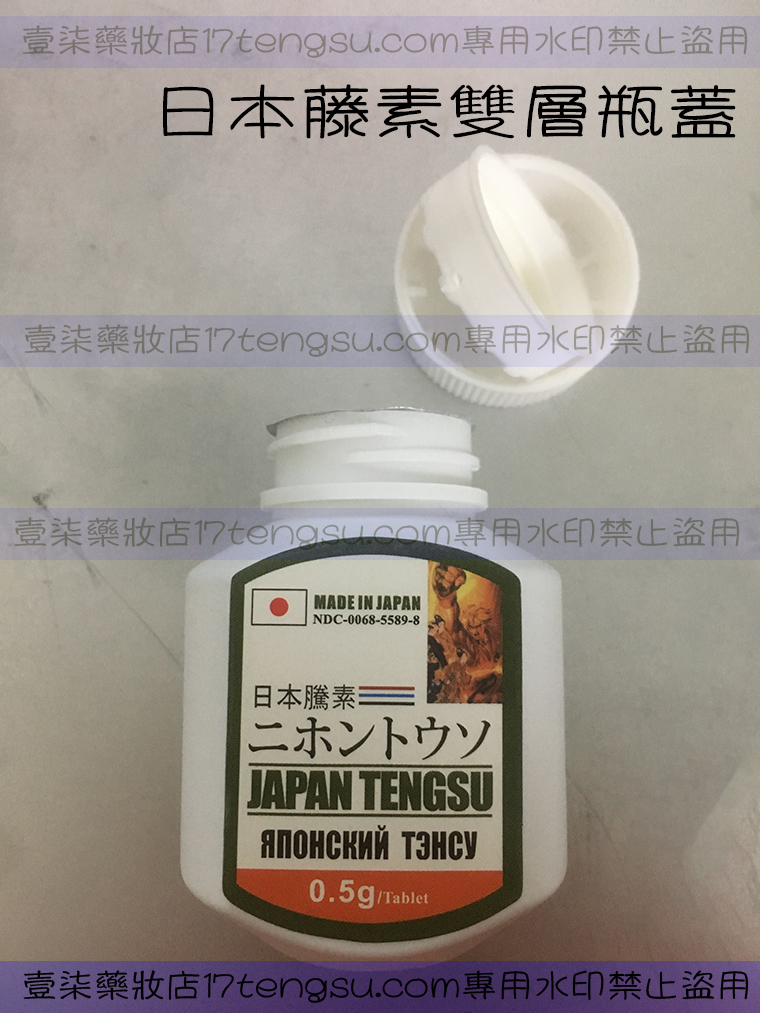 壹柒藥妝店17tengsu.com專用水印禁止盜用
日本藤素雙層瓶蓋
壹柒藥妝店17tengsu.com專用水印禁止盜用
壹柒藥妝店17tengsu.com專用水印禁止盜用
MADE IN JAPAN
NDC-0068-5589-8
日本騰素
ニホントウソ
JAPAN TENGSU
ЯПОНСКИЙ ТЭНСУ
0.5g/Tablet
壹柒藥妝店17tengsu.com專用水印禁止盜用